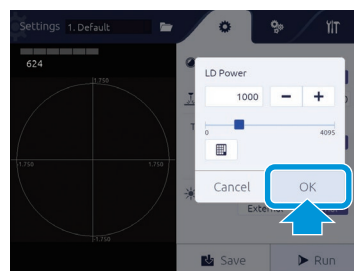 Settings 1. Default
624
1.750
-1.750
1.750
-1.750
LD Power
1000
0
4095
Cancel
OK
External
Save
Run